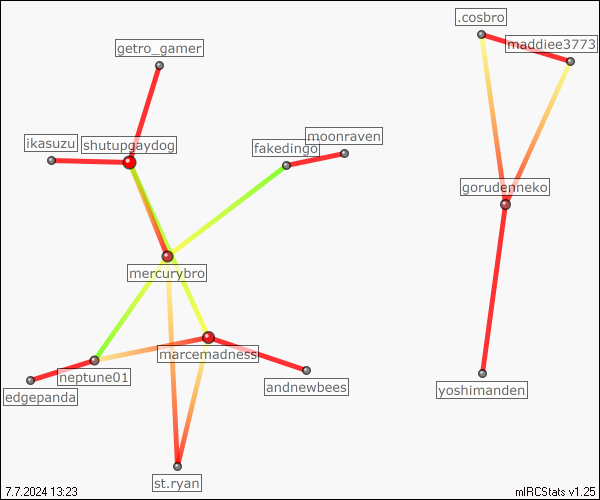 .cosbro
maddiee3773
getro_gamer
moonraven
ikasuzu
shutupgaydog
fakedingo
gorudenneko
mercurybro
marcemadness
neptune01
andnewbees
edgepanda
yoshimanden
st.ryan
7.7.2024 13:23
mIRCStats v1.25